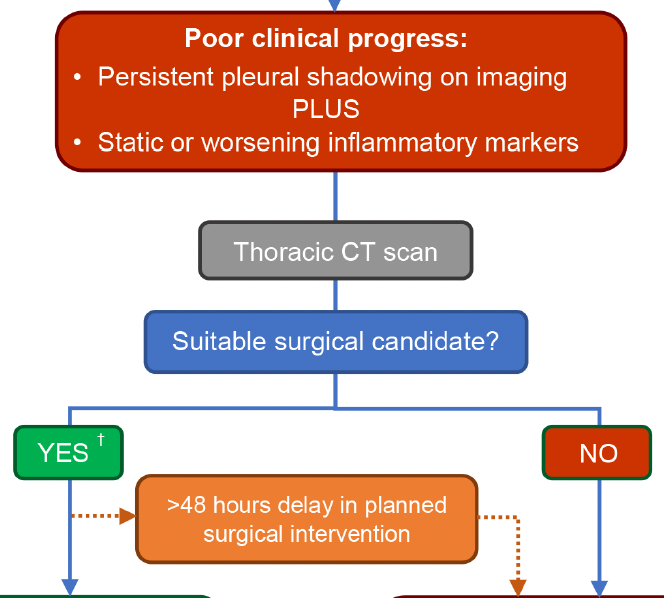 Poor clinical progress:
• Persistent pleural shadowing on imaging
PLUS
• Static or worsening inflammatory markers
Thoracic CT scan
Suitable surgical candidate?
YES †
NO
>48 hours delay in planned
surgical intervention